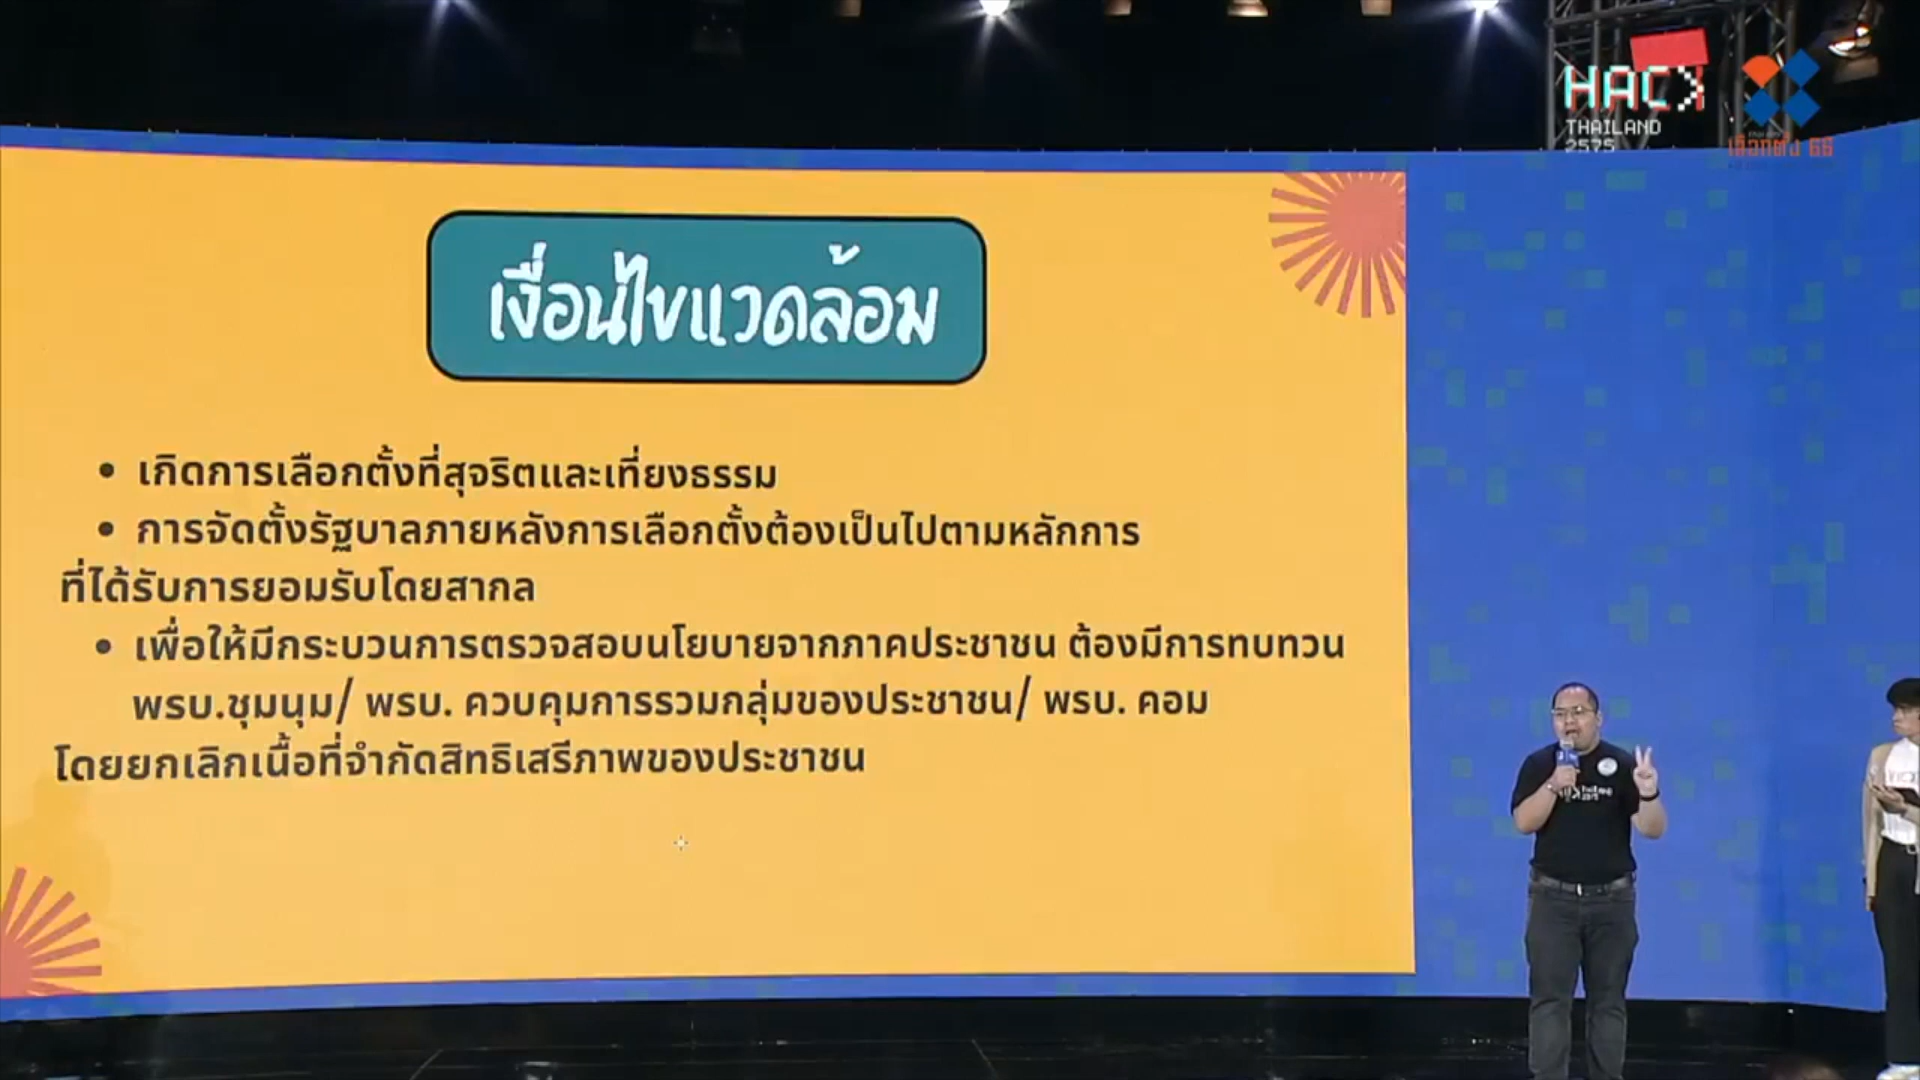 HACK
THAILAND
2575
เลือกตั้ง 66
เงื่อนไขแวดล้อม
• เกิดการเลือกตั้งที่สุจริตและเที่ยงธรรม
• การจัดตั้งรัฐบาลภายหลังการเลือกตั้งต้องเป็นไปตามหลักการ
ที่ได้รับการยอมรับโดยสากล
• เพื่อให้มีกระบวนการตรวจสอบนโยบายจากภาคประชาชน ต้องมีการทบทวน
พรบ.ชุมนุม/ พรบ. ควบคุมการรวมกลุ่มของประชาชน/ พรบ. คอม
โดยยกเลิกเนื้อที่จำกัดสิทธิเสรีภาพของประชาชน